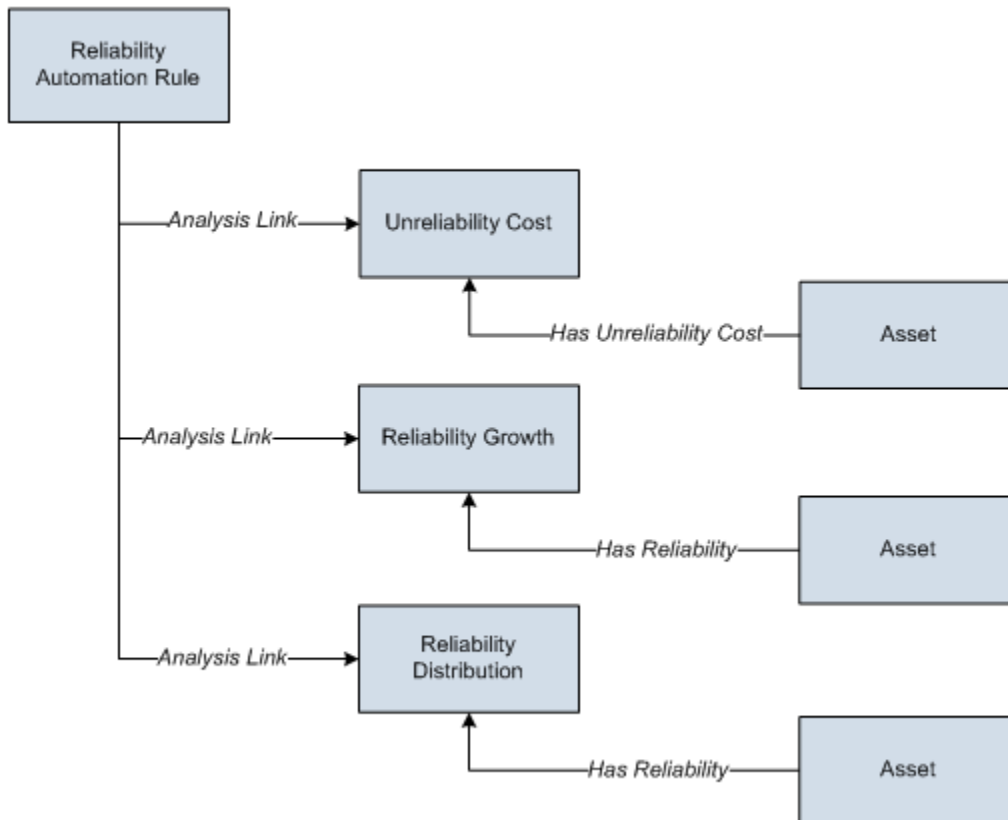 Reliability
Automation Rule
Analysis Link
Unreliability Cost
Has Unreliability Cost
Asset
Analysis Link
Reliability Growth
Has Reliability
Asset
Analysis Link
Reliability
Distribution
Has Reliability
Asset